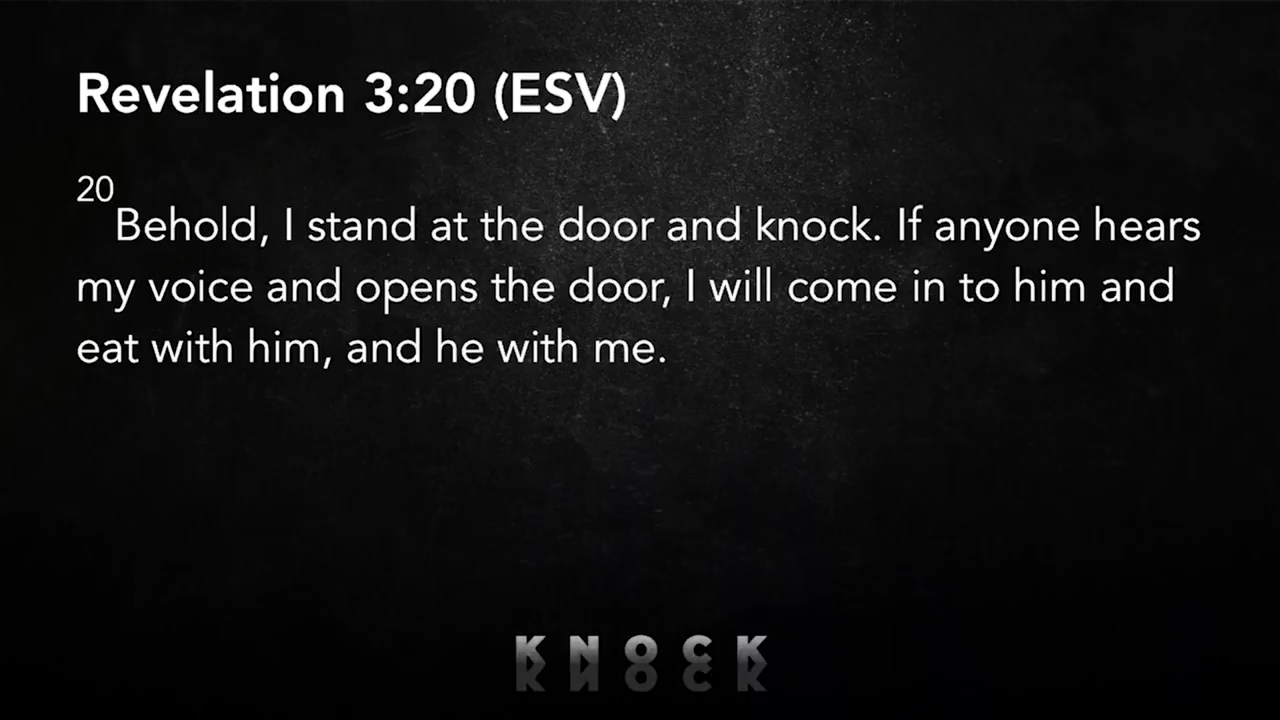 Revelation 3:20 (ESV)
20
Behold, I stand at the door and knock. If anyone hears
my voice and opens the door, I will come in to him and
eat with him, and he with me.
KNOCK